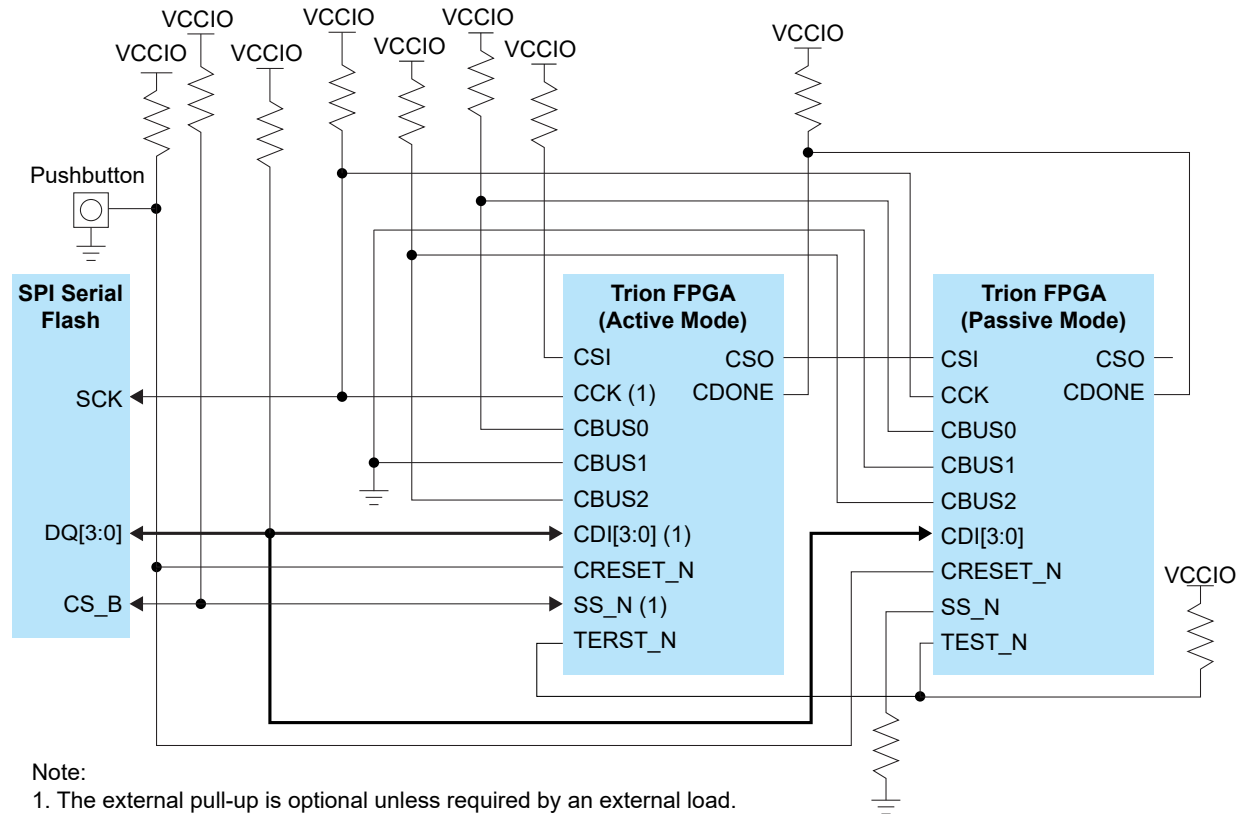 VCCIO
VCCIO
VCCIO
VCCIO
VCCIO
VCCIO
VCCIO
VCCIO
Pushbutton
SPI Serial
Flash
SCK
DQ[3:0]
CS_B
Trion FPGA
(Active Mode)
CSI
CSO
CCK (1)
CDONE
CBUS0
CBUS1
CBUS2
CDI[3:0] (1)
CRESET_N
SS_N (1)
TERST_N
Trion FPGA
(Passive Mode)
CSI
CSO
CCK
CDONE
CBUS0
CBUS1
CBUS2
CDI[3:0]
CRESET_N
SS_N
TEST_N
VCCIO
Note:
1. The external pull-up is optional unless required by an external load.